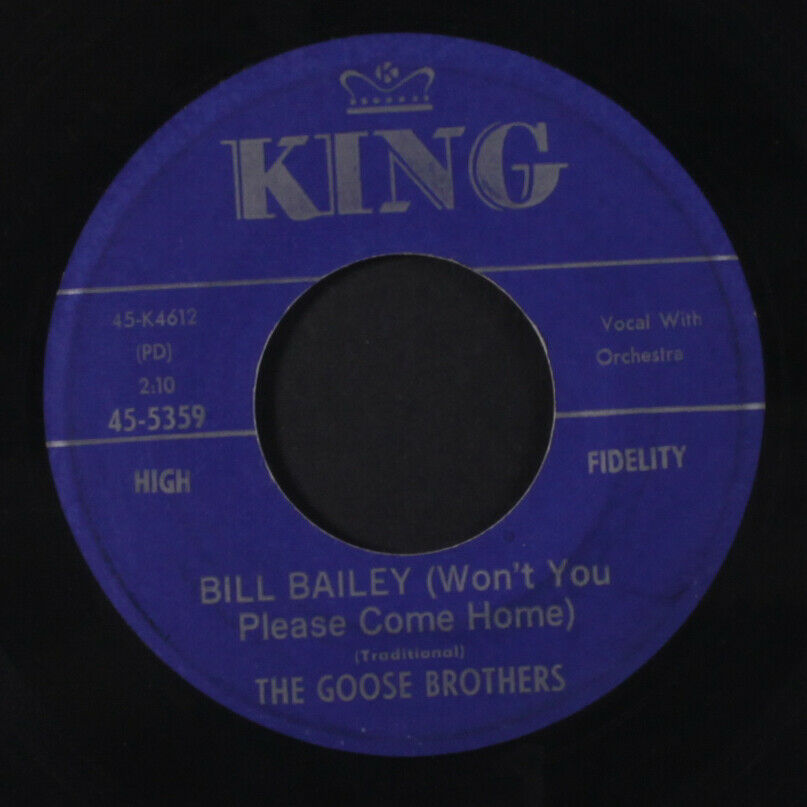 K
KING
45-K4612
(PD)
2:10
45-5359
Vocal With
Orchestra
HIGH
FIDELITY
BILL BAILEY (Won't You
Please Come Home)
(Traditional)
THE GOOSE BROTHERS